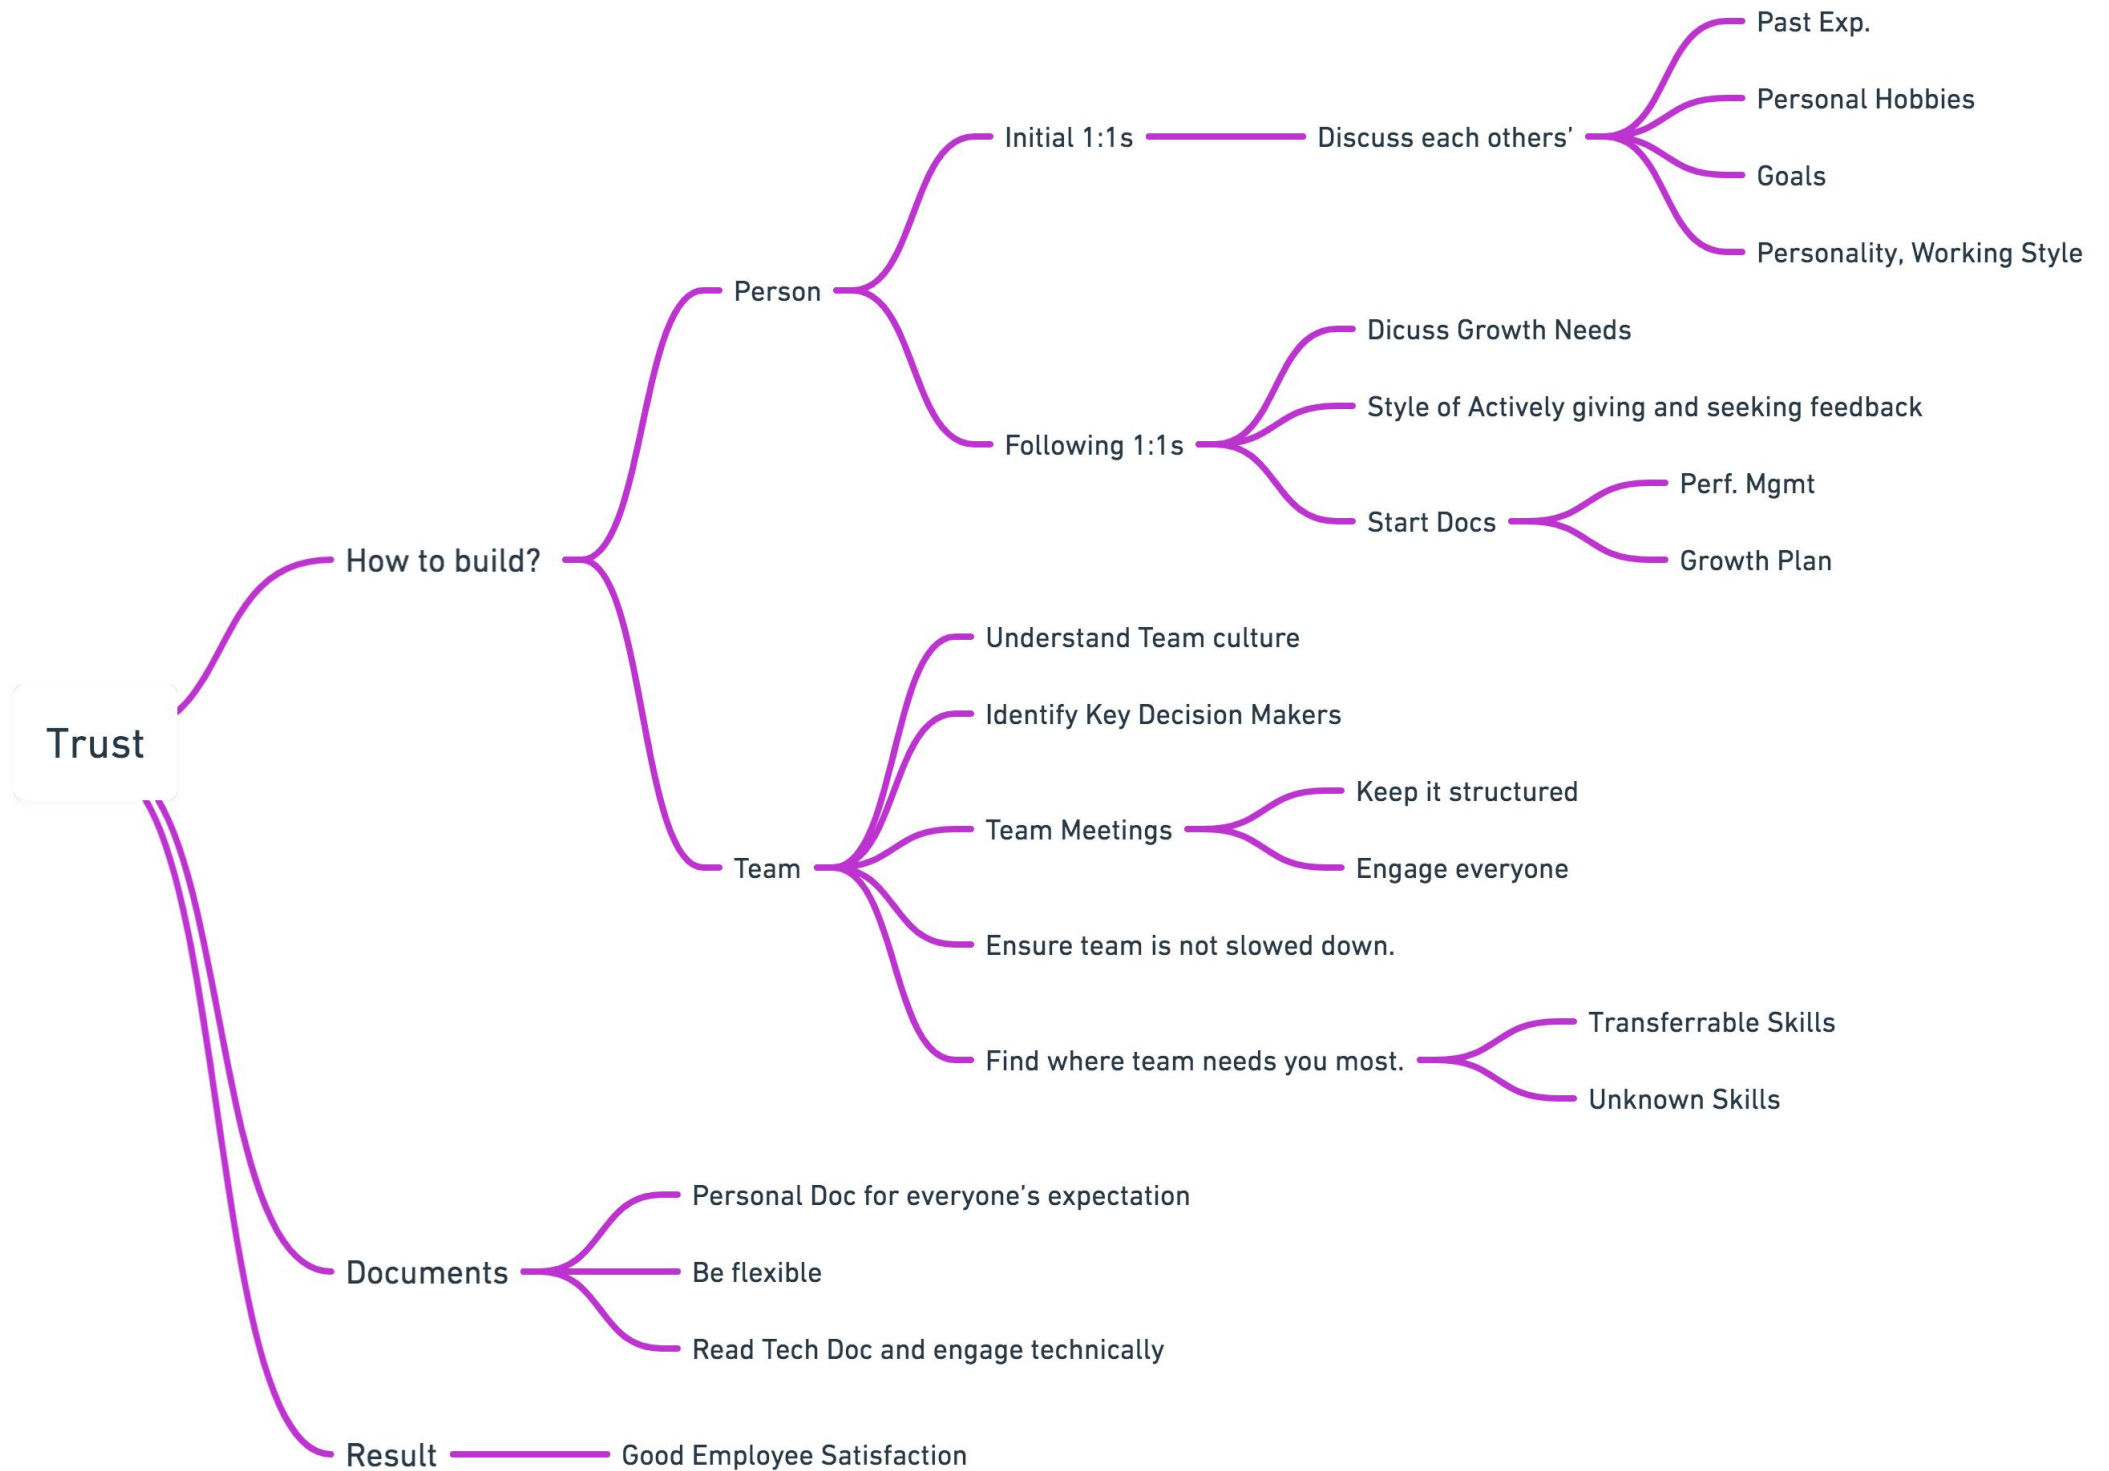 Trust
How to build?
Person
Initial 1:1s
Discuss each others’
Past Exp.
Personal Hobbies
Goals
Personality, Working Style
Following 1:1s
Dicuss Growth Needs
Style of Actively giving and seeking feedback
Start Docs
Perf. Mgmt
Growth Plan
Team
Understand Team culture
Identify Key Decision Makers
Team Meetings
Keep it structured
Engage everyone
Ensure team is not slowed down.
Find where team needs you most.
Transferrable Skills
Unknown Skills
Documents
Personal Doc for everyone’s expectation
Be flexible
Read Tech Doc and engage technically
Result
Good Employee Satisfaction